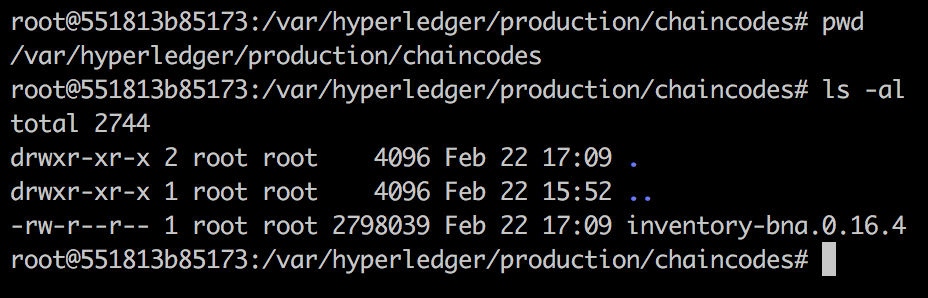 root@551813b85173:/var/hyperledger/production/chaincodes# pwd
/var/hyperledger/production/chaincodes
root@551813b85173:/var/hyperledger/production/chaincodes# ls -al
total 2744
drwxr-xr-x 2 root root    4096 Feb 22 17:09 .
drwxr-xr-x 1 root root    4096 Feb 22 15:52 ..
-rw-r--r-- 1 root root 2798039 Feb 22 17:09 inventory-bna.0.16.4
root@551813b85173:/var/hyperledger/production/chaincodes#